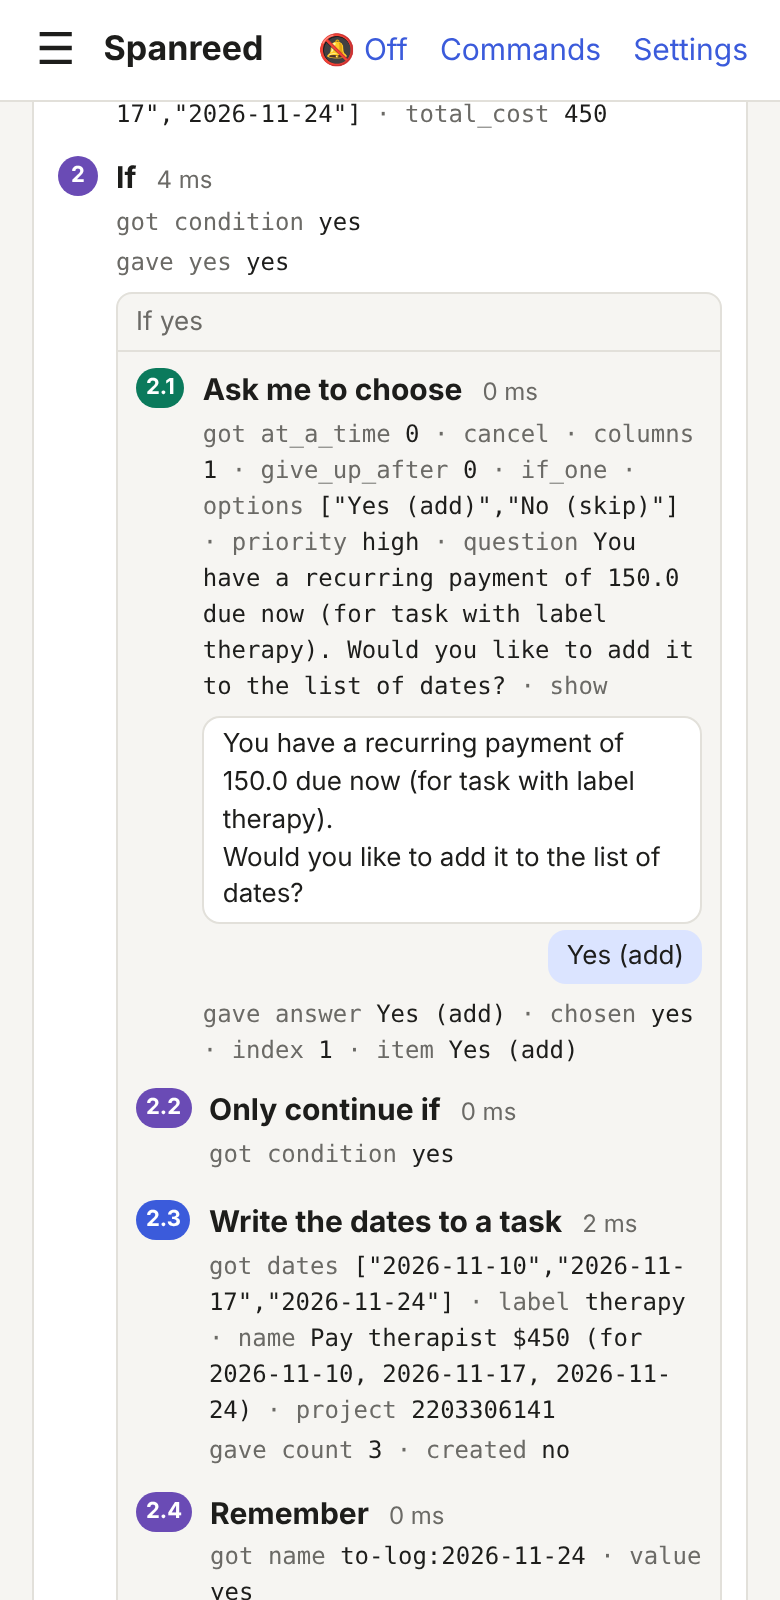 ☰ Spanreed 🔕 Off Commands Settings
17","2026-11-24"] · total_cost 450
2 If 4 ms
got condition yes
gave yes yes
If yes
2.1 Ask me to choose 0 ms
got at_a_time 0 · cancel · columns
1 · give_up_after 0 · if_one ·
options ["Yes (add)","No (skip)"]
· priority high · question You
have a recurring payment of 150.0
due now (for task with label
therapy). Would you like to add it
to the list of dates? · show
You have a recurring payment of
150.0 due now (for task with label
therapy).
Would you like to add it to the list of
dates?
Yes (add)
gave answer Yes (add) · chosen yes
· index 1 · item Yes (add)
2.2 Only continue if 0 ms
got condition yes
2.3 Write the dates to a task 2 ms
got dates ["2026-11-10","2026-11-
17","2026-11-24"] · label therapy
· name Pay therapist $450 (for
2026-11-10, 2026-11-17, 2026-11-
24) · project 2203306141
gave count 3 · created no
2.4 Remember 0 ms
got name to-log:2026-11-24 · value
yes